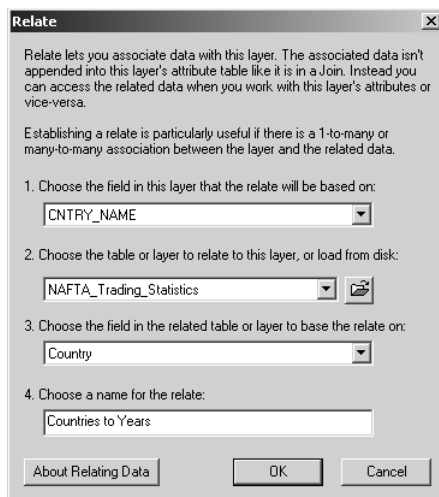 Relate
Relate lets you associate data with this layer. The associated data isn't
appended into this layer's attribute table like it is in a Join. Instead you
can access the related data when you work with this layer's attributes or
vice-versa.
Establishing a relate is particularly useful if there is a 1-to-many or
many-to-many association between the layer and the related data.
1. Choose the field in this layer that the relate will be based on:
CNTRY_NAME
2. Choose the table or layer to relate to this layer, or load from disk:
NAFTA_Trading_Statistics
3. Choose the field in the related table or layer to base the relate on:
Country
4. Choose a name for the relate:
Countries to Years
About Relating Data
OK
Cancel